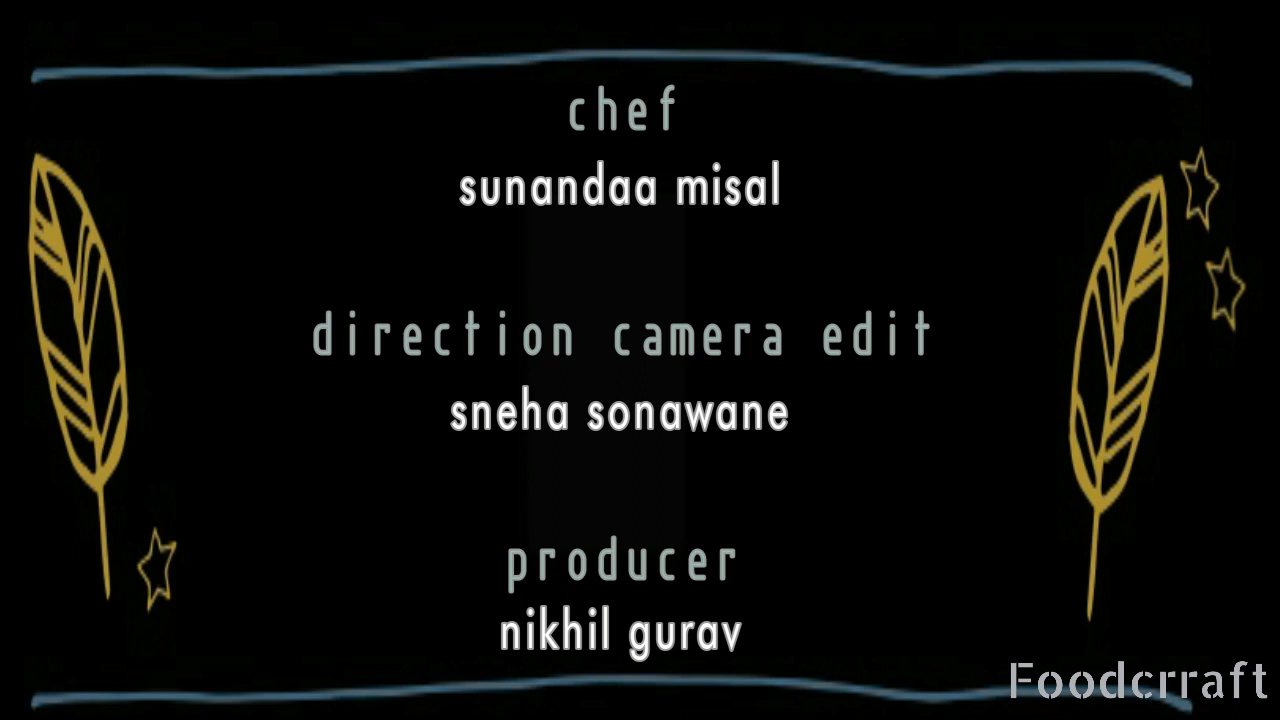 chef
sunandaa misal
direction camera edit
sneha sonawane
producer
nikhil gurav
Foodcrraft